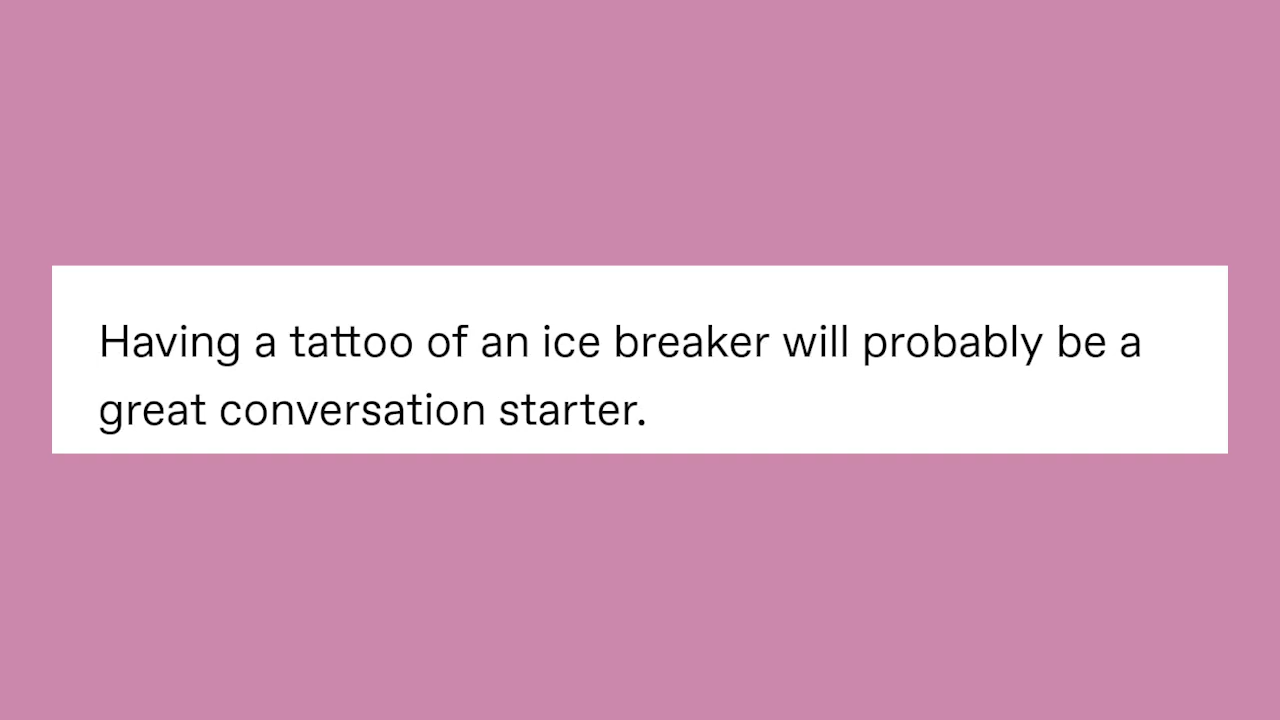 Having a tattoo of an ice breaker will probably be a
great conversation starter.